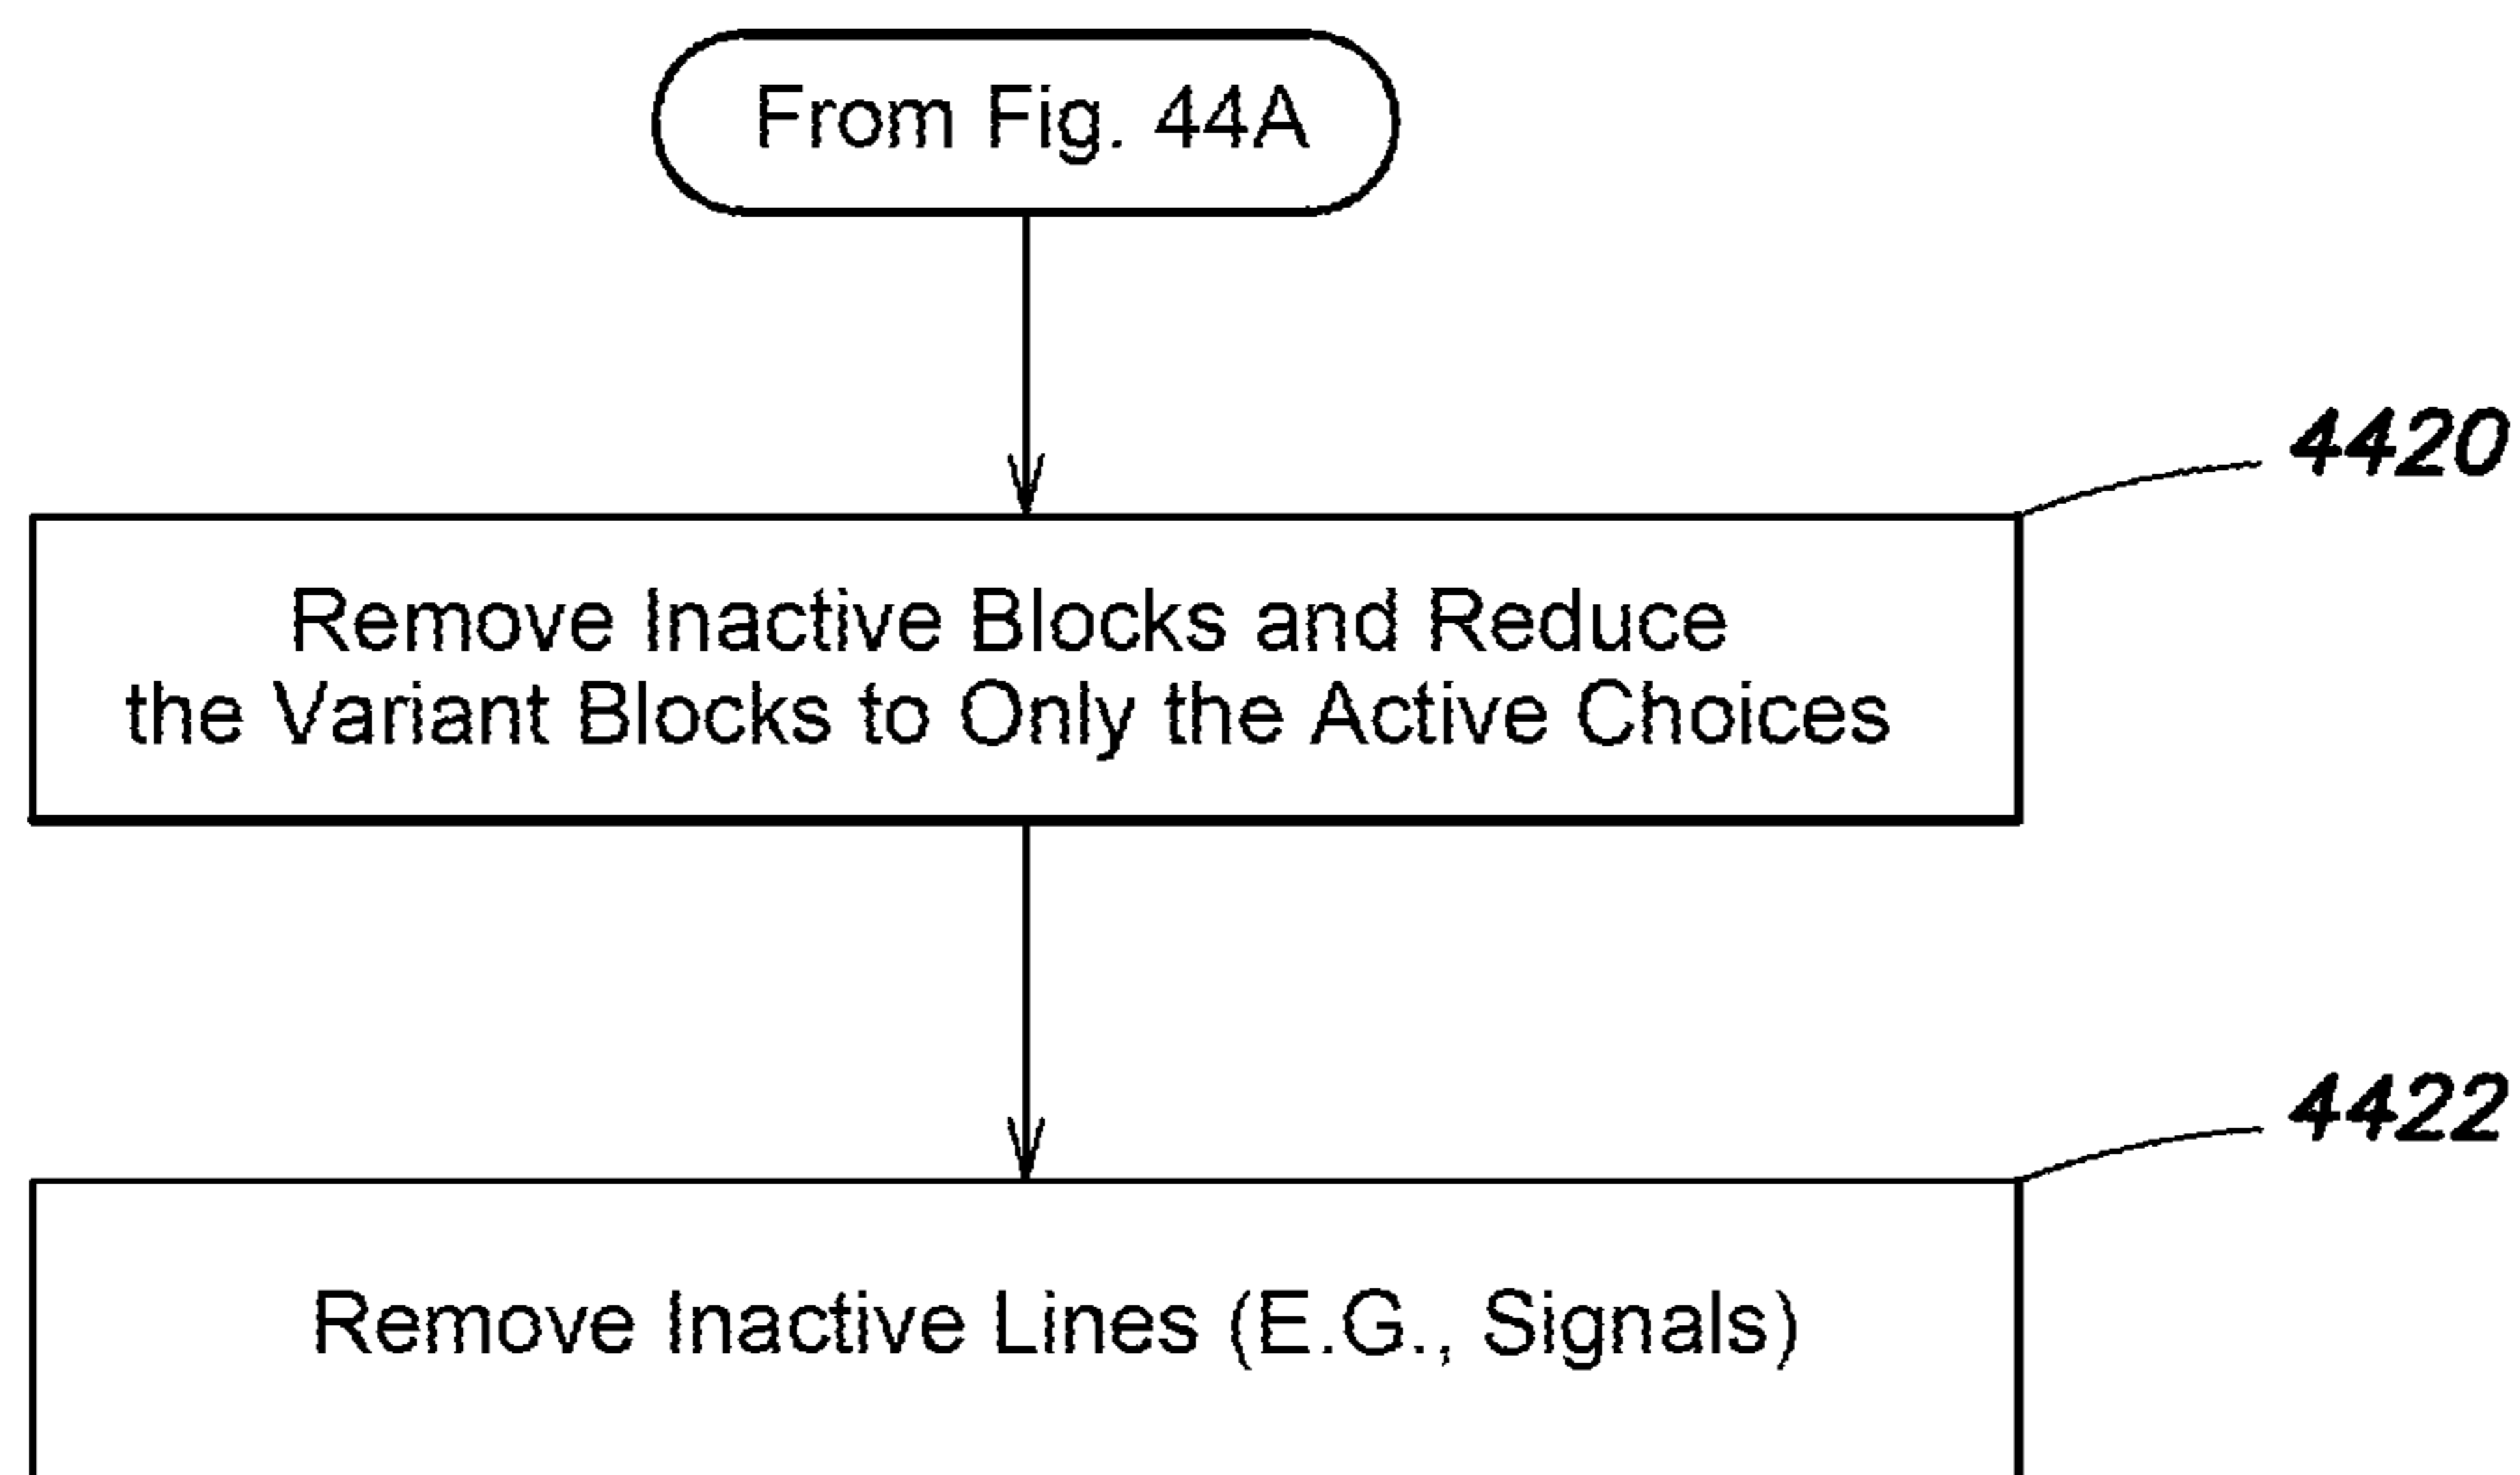 From Fig. 44A
4420
Remove Inactive Blocks and Reduce
the Variant Blocks to Only the Active Choices
4422
Remove Inactive Lines (E.G., Signals)